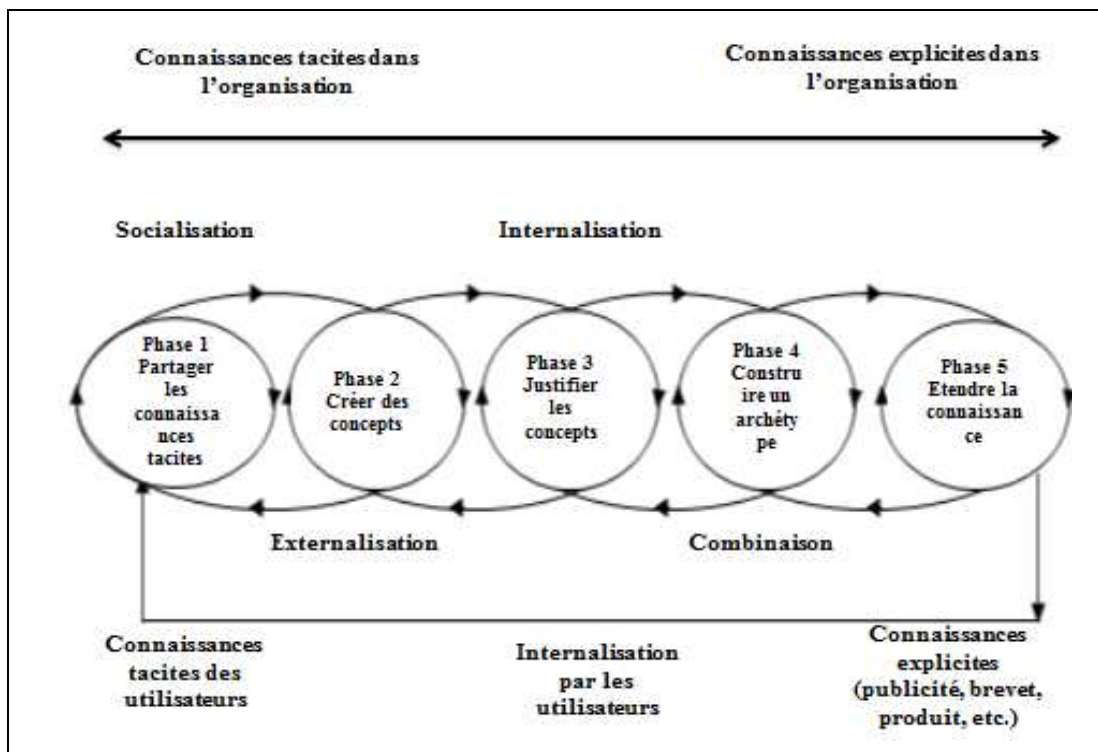 Connaissances tacites dans
l’organisation
Connaissances explicites dans
l’organisation
Socialisation
Internalisation
Phase 1
Partager
les
connaissa
nces
tacites
Phase 2
Créer des
concepts
Phase 3
Justifier
les
concepts
Phase 4
Constru
ire un
archéty
pe
Phase 5
Etendre la
connaissan
ce
Externalisation
Combinaison
Connaissances
tacites des
utilisateurs
Internalisation
par les
utilisateurs
Connaissances
explicites
(publicité, brevet,
produit, etc.)